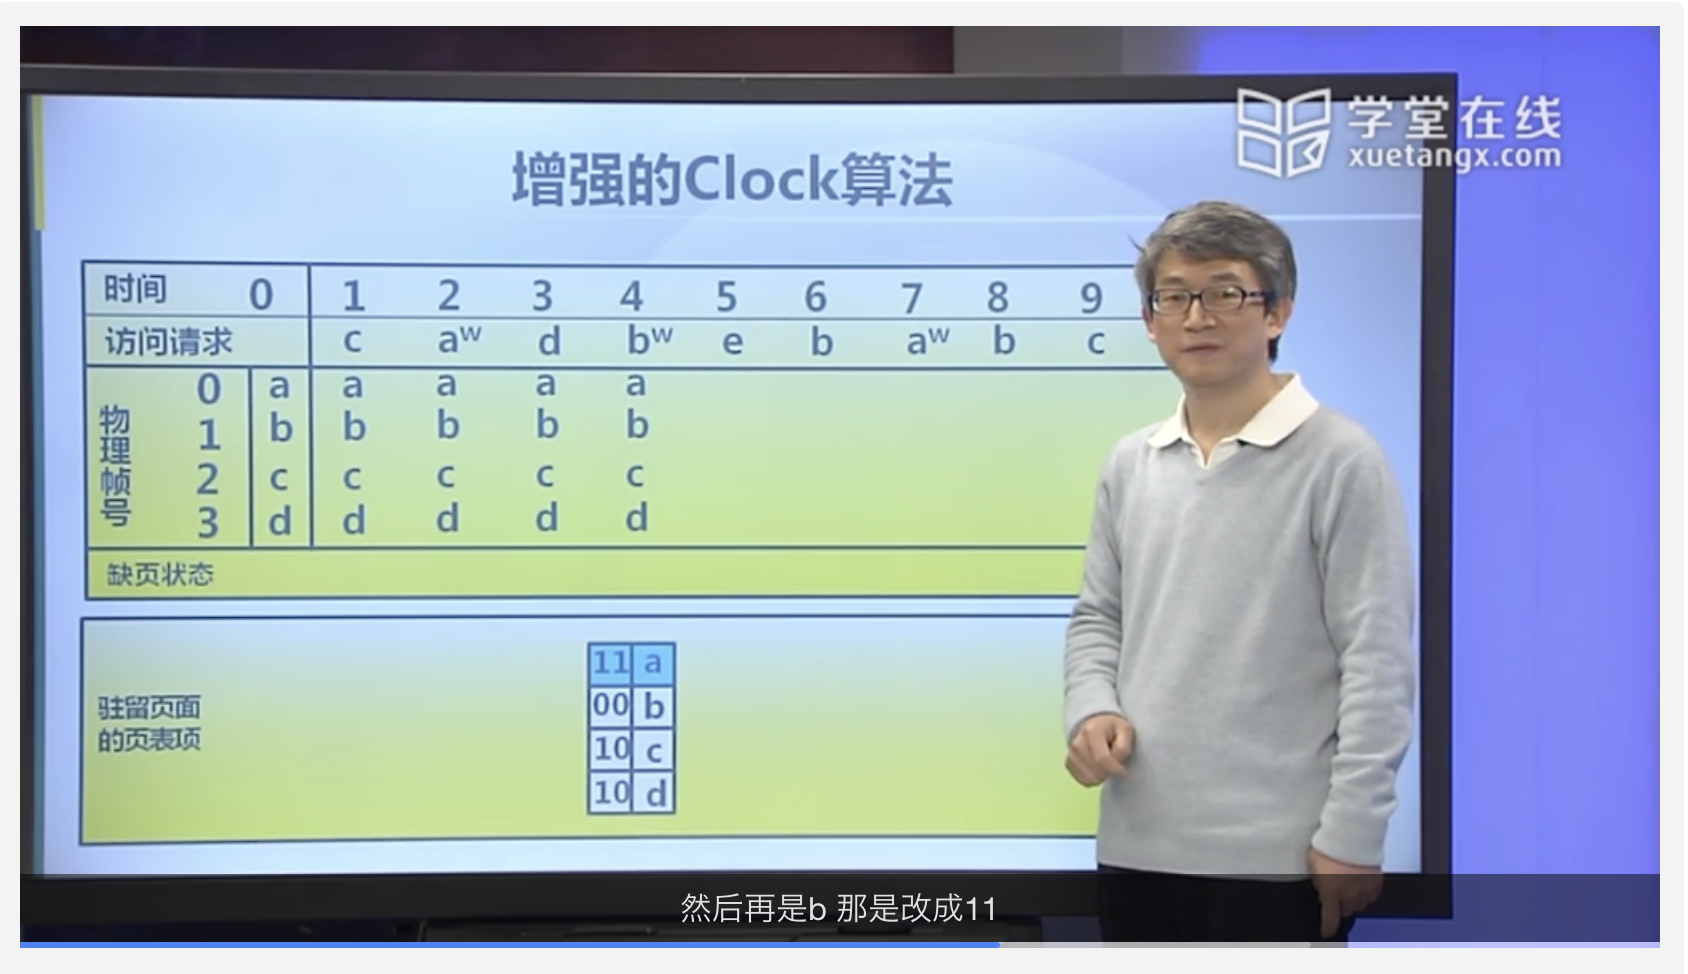 学堂在线
xuetangx.com
增强的Clock算法
时间 0 1 2 3 4 5 6 7 8 9
访问请求 c aw d bw e b aw b c
物理帧号
0 a a a a a
1 b b b b b
2 c c c c c
3 d d d d d
缺页状态
驻留页面
的页表项
11 a
00 b
10 c
10 d
然后再是b 那是改成11